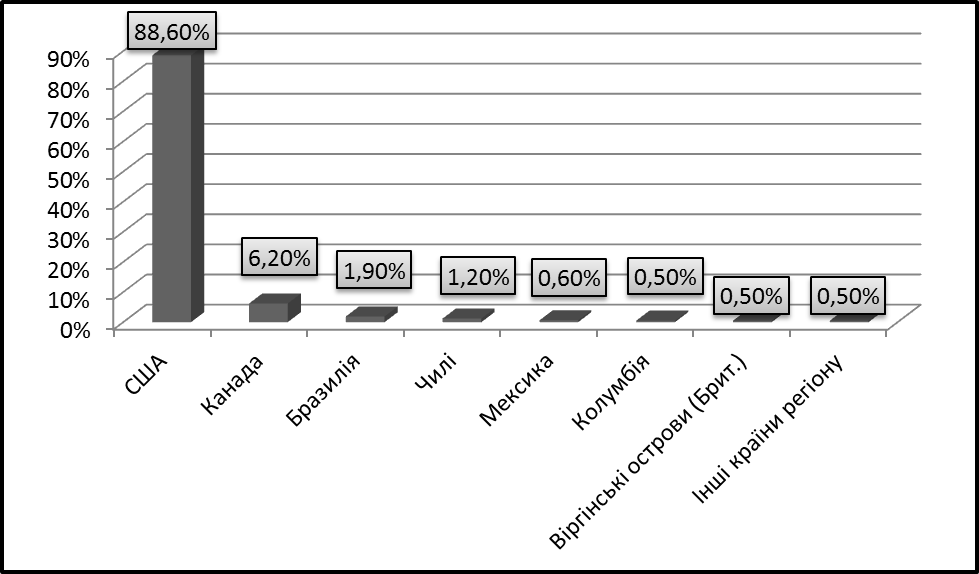 88,60%
90%
80%
70%
60%
50%
40%
30%
20%
10%
0%
6,20%
1,90%
1,20%
0,60%
0,50%
0,50%
0,50%
США
Канада
Бразилія
Чилі
Мексика
Колумбія
Віргінські острови (Брит.)
Інші країни регіону